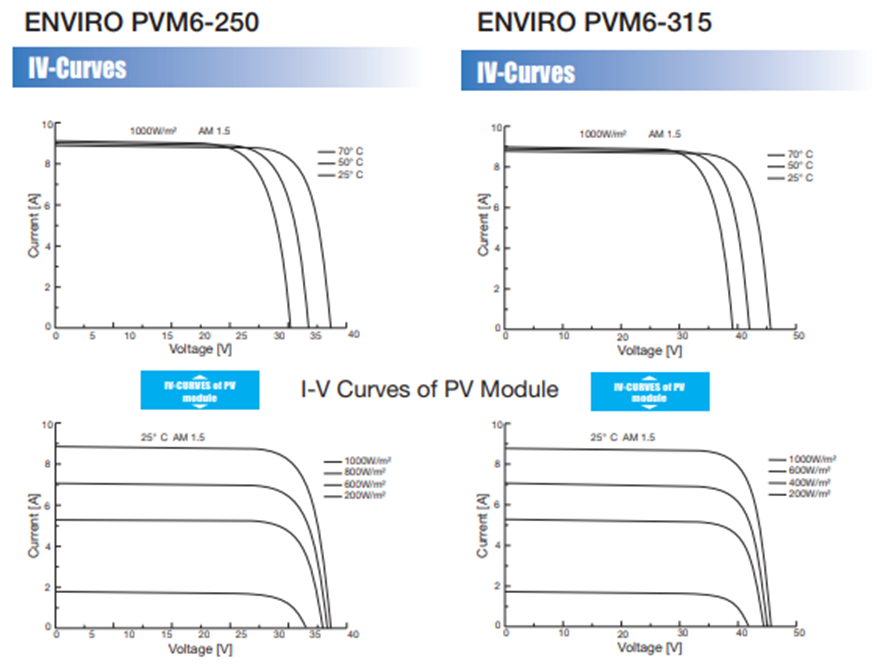 ENVIRO PVM6-250
IV-Curves
1000W/m² AM 1.5
70° C
50° C
25° C
10
8
6
4
2
0
Current [A]
0 5 10 15 20 25 30 35 40
Voltage [V]
ENVIRO PVM6-315
IV-Curves
1000W/m² AM 1.5
70° C
50° C
25° C
10
8
6
4
2
0
Current [A]
0 10 20 30 40 50
Voltage [V]
IV-CURVES of PV
module
I-V Curves of PV Module
IV-CURVES of PV
module
25° C AM 1.5
1000W/m²
800W/m²
600W/m²
200W/m²
10
8
6
4
2
0
Current [A]
0 5 10 15 20 25 30 35 40
Voltage [V]
25° C AM 1.5
1000W/m²
600W/m²
400W/m²
200W/m²
10
8
6
4
2
0
Current [A]
0 10 20 30 40 50
Voltage [V]